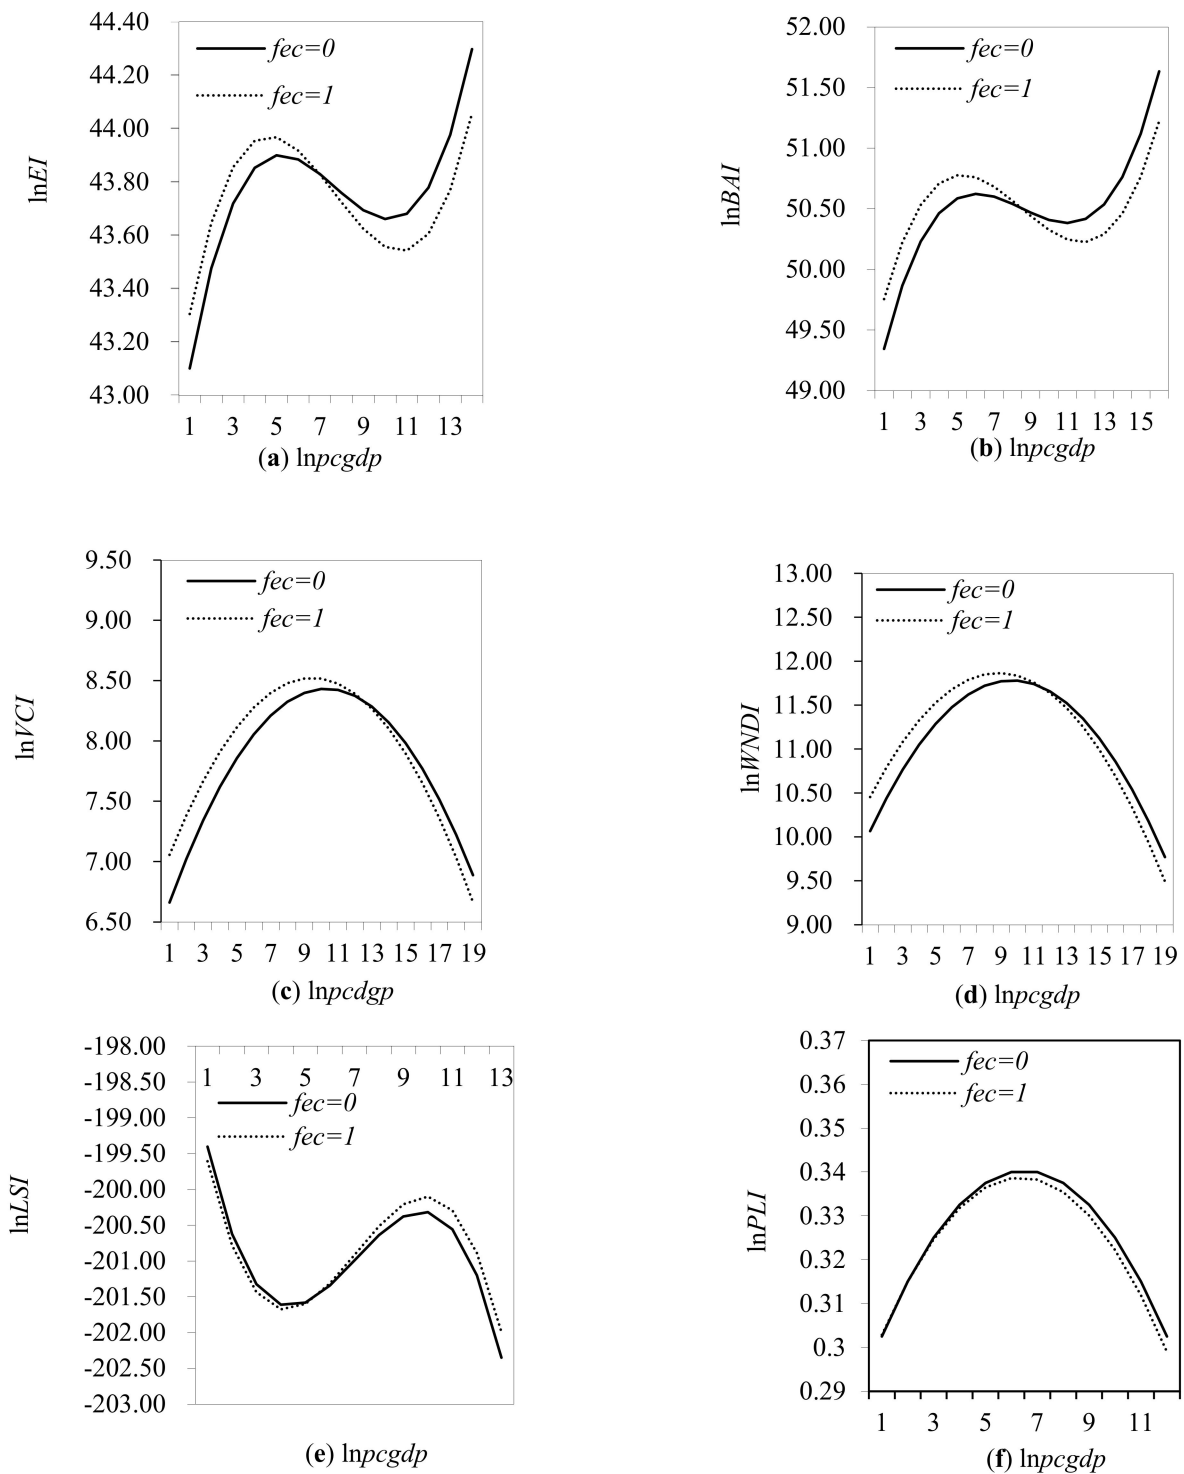 44.40
44.20
44.00
43.80
43.60
43.40
43.20
43.00
lnEI
fec=0
fec=1
1 3 5 7 9 11 13
(a) lnpcgdp
52.00
51.50
51.00
50.50
50.00
49.50
49.00
lnBAI
fec=0
fec=1
1 3 5 7 9 11 13 15
(b) lnpcgdp
9.50
9.00
8.50
8.00
7.50
7.00
6.50
lnVCI
fec=0
fec=1
1 3 5 7 9 11 13 15 17 19
(c) lnpcdgp
13.00
12.50
12.00
11.50
11.00
10.50
10.00
9.50
9.00
lnWNDI
fec=0
fec=1
1 3 5 7 9 11 13 15 17 19
(d) lnpcgdp
-198.00
-198.50
-199.00
-199.50
-200.00
-200.50
-201.00
-201.50
-202.00
-202.50
-203.00
lnLSI
1 3 5 7 9 11 13
fec=0
fec=1
(e) lnpcgdp
0.37
0.36
0.35
0.34
0.33
0.32
0.31
0.3
0.29
lnPLI
fec=0
fec=1
1 3 5 7 9 11
(f) lnpcgdp